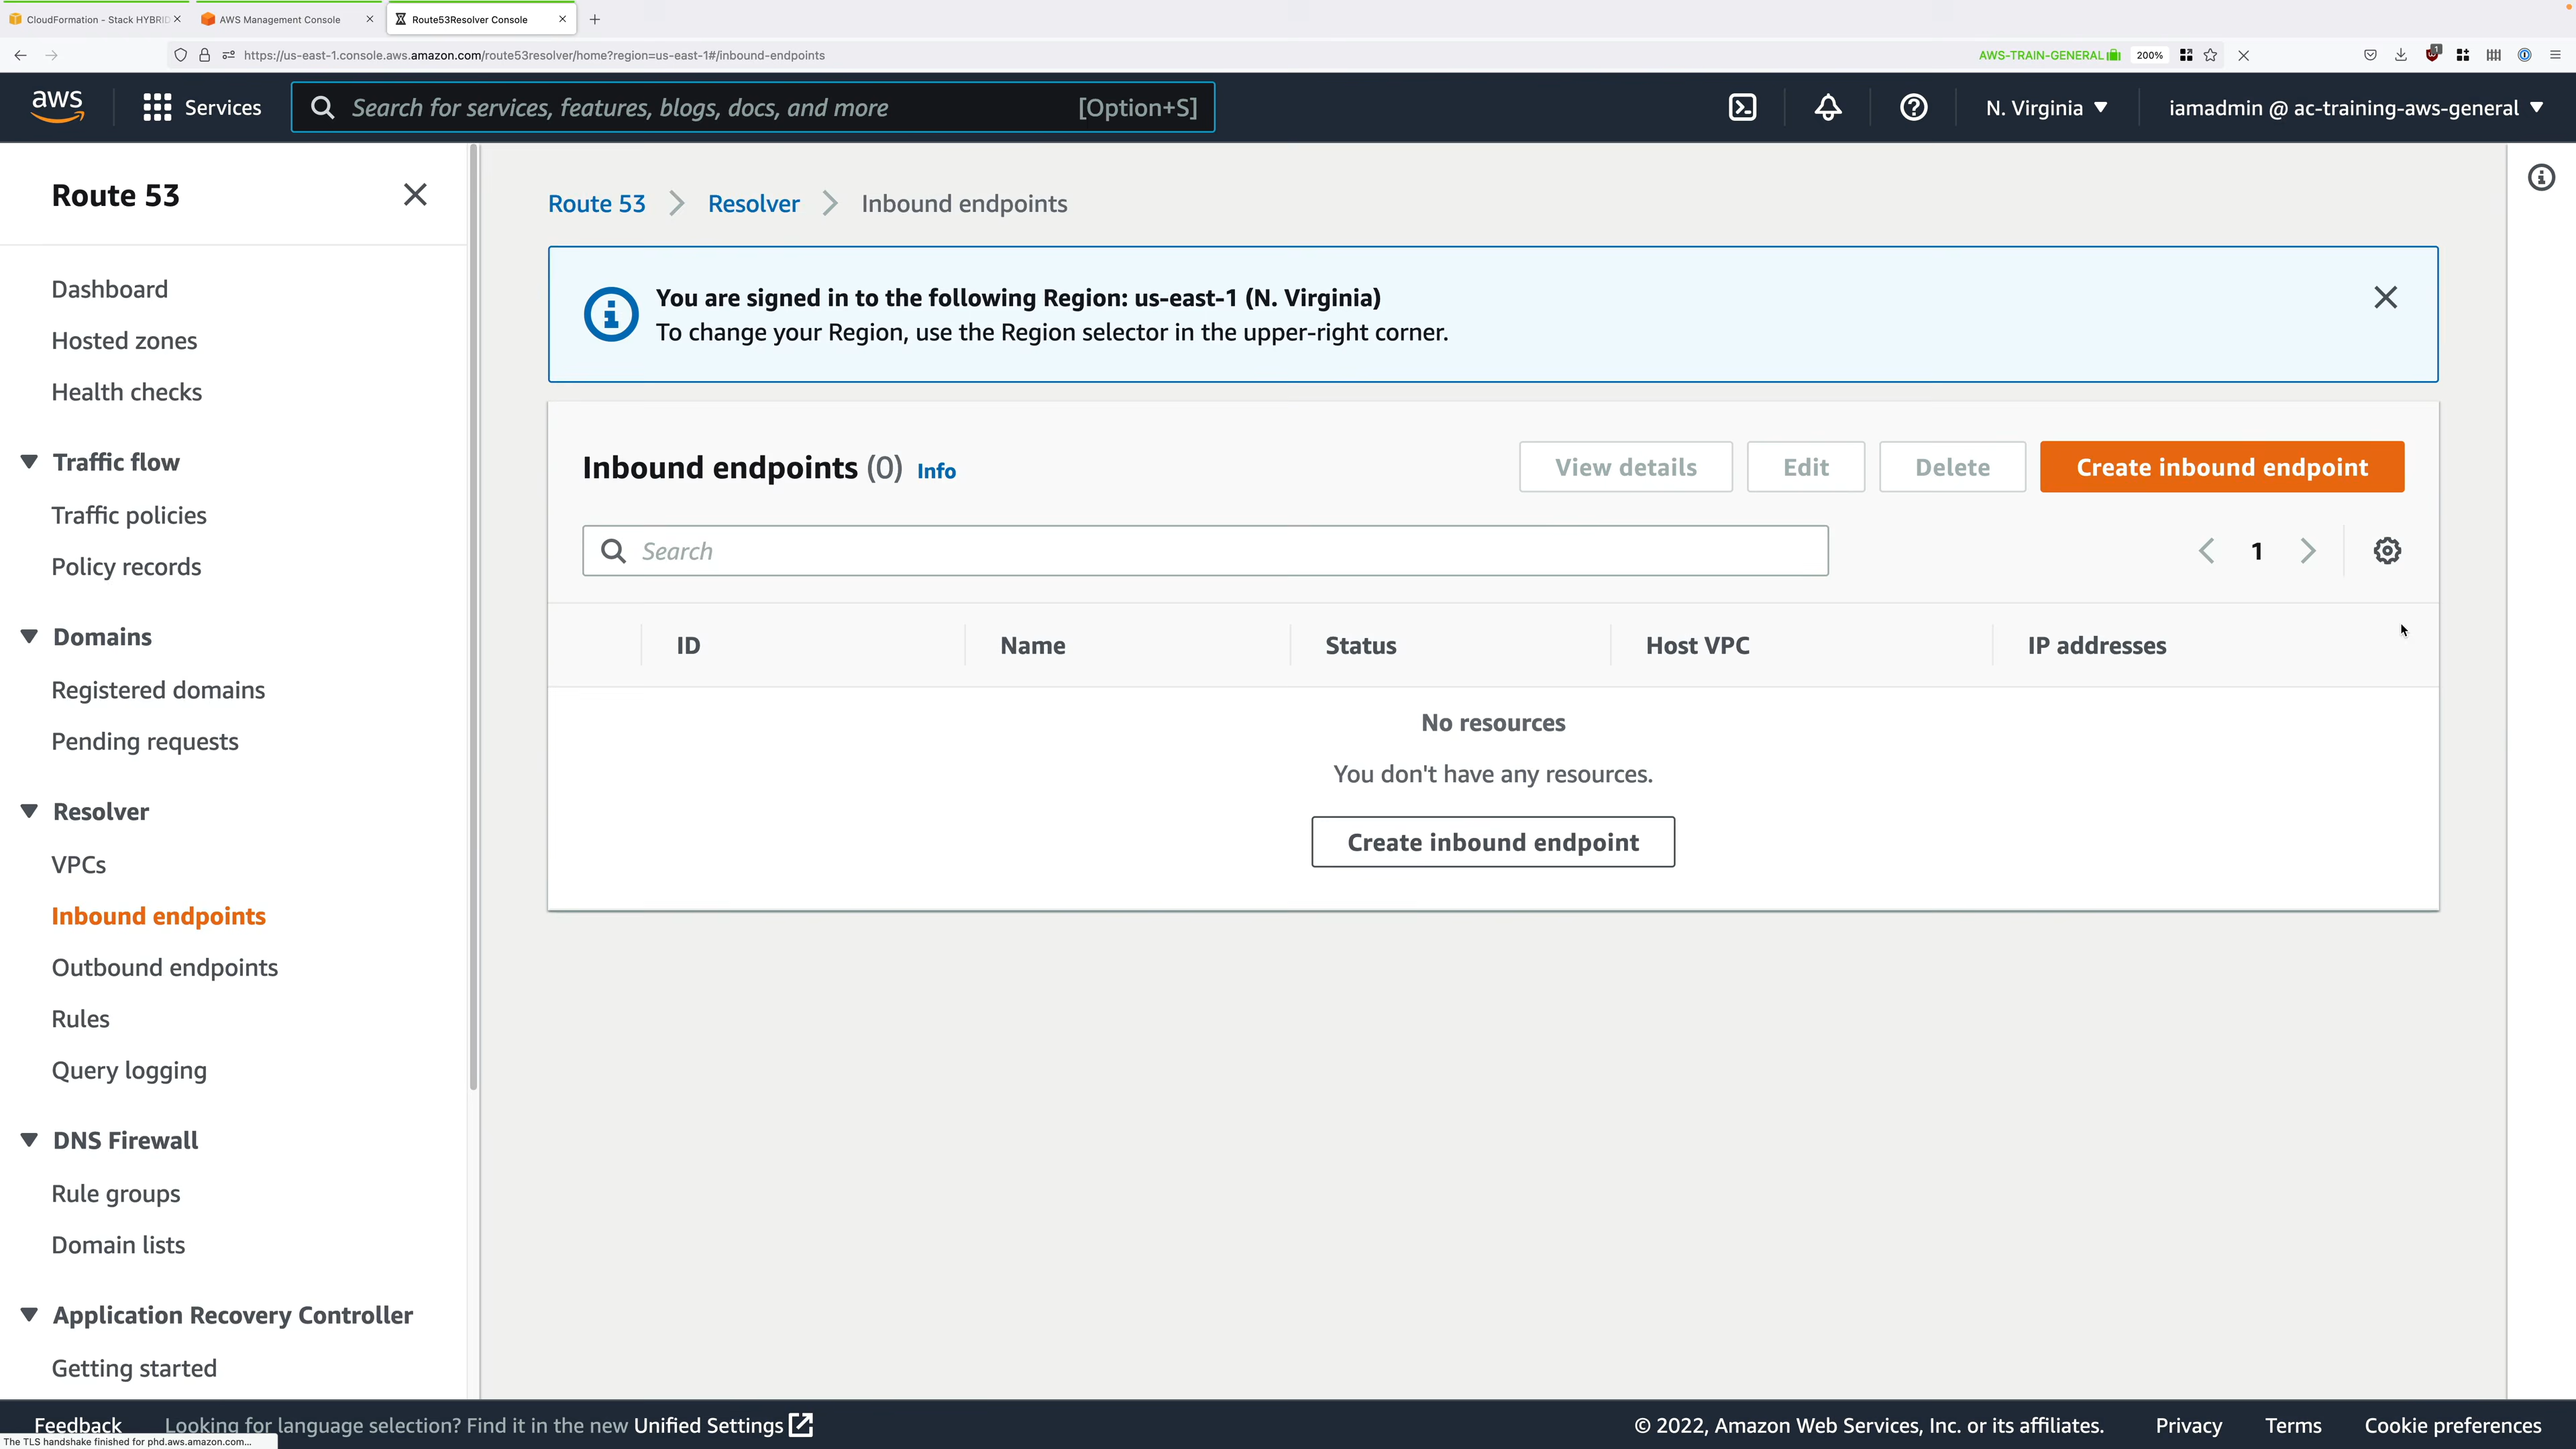 CloudFormation - Stack HYBRID
AWS Management Console
Route53Resolver Console
https://us-east-1.console.aws.amazon.com/route53resolver/home?region=us-east-1#/inbound-endpoints
AWS-TRAIN-GENERAL
200%
1
aws
Services
Search for services, features, blogs, docs, and more
[Option+S]
N. Virginia
iamadmin @ ac-training-aws-general
Route 53
Dashboard
Hosted zones
Health checks
Traffic flow
Traffic policies
Policy records
Domains
Registered domains
Pending requests
Resolver
VPCs
Inbound endpoints
Outbound endpoints
Rules
Query logging
DNS Firewall
Rule groups
Domain lists
Application Recovery Controller
Getting started
Route 53 > Resolver > Inbound endpoints
You are signed in to the following Region: us-east-1 (N. Virginia)
To change your Region, use the Region selector in the upper-right corner.
Inbound endpoints (0) Info
View details
Edit
Delete
Create inbound endpoint
Search
1
ID
Name
Status
Host VPC
IP addresses
No resources
You don't have any resources.
Create inbound endpoint
Feedback
Looking for language selection? Find it in the new Unified Settings
© 2022, Amazon Web Services, Inc. or its affiliates.
Privacy
Terms
Cookie preferences
The TLS handshake finished for phd.aws.amazon.com...